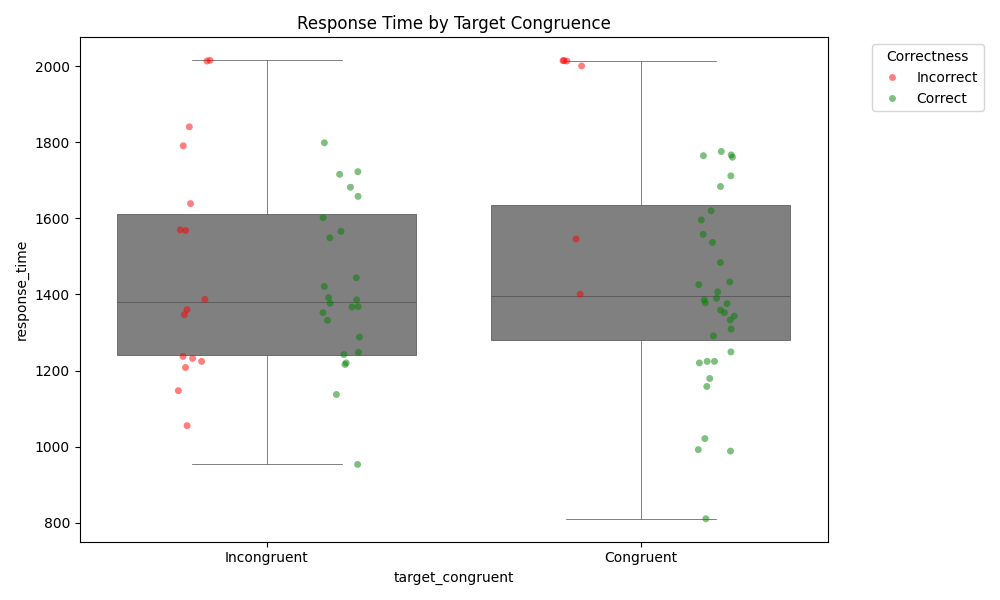 Response Time by Target Congruence
Correctness
Incorrect
Correct
response_time
2000
1800
1600
1400
1200
1000
800
Incongruent
Congruent
target_congruent